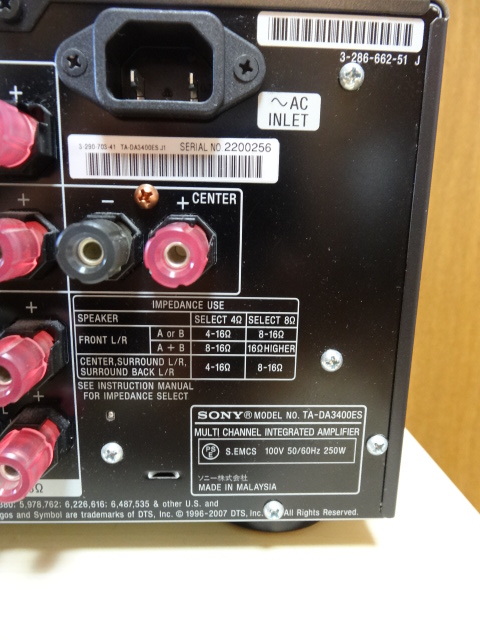 3-286-662-51 J
～AC
INLET
3-290-703-41 TA-DA3400ES J1 SERIAL NO 2200256
+
− + CENTER
+
IMPEDANCE USE
SPEAKER SELECT 4Ω SELECT 8Ω
FRONT L/R A or B 4-16Ω 8-16Ω
A + B 8-16Ω 16Ω HIGHER
CENTER,SURROUND L/R, SURROUND BACK L/R 4-16Ω 8-16Ω
SEE INSTRUCTION MANUAL
FOR IMPEDANCE SELECT
+
+
SONY MODEL NO. TA-DA3400ES
MULTI CHANNEL INTEGRATED AMPLIFIER
PSE S.EMCS 100V 50/60Hz 250W
ソニー株式会社
MADE IN MALAYSIA
5,978,762; 6,226,616; 6,487,535 & other U.S. and
gos and Symbol are trademarks of DTS, Inc. © 1996-2007 DTS, Inc. All Rights Reserved.